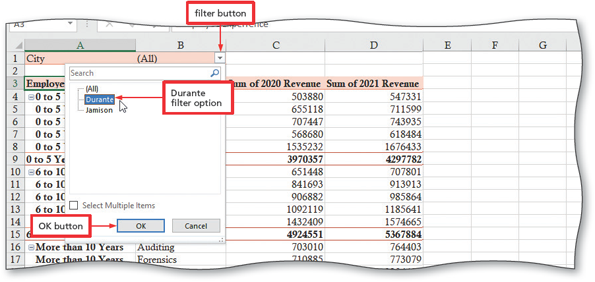 filter button
A3
A B C D E F G
1 City (All)
2 Search
3 Employe Sum of 2020 Revenue Sum of 2021 Revenue
(All)
4 0 to 5 503880 547331
Durante
Durante filter option
5 0 to 5 655118 711599
Jamison
6 0 to 5 707447 743935
7 0 to 5 568680 618484
8 0 to 5 1535232 1676433
9 0 to 5 Ye 3970357 4297782
10 6 to 10 651448 707801
11 6 to 10 841693 913913
12 6 to 10 906882 985864
Select Multiple Items
13 6 to 10 1092119 1185641
OK button
OK Cancel
14 1432409 1574665
15 6 4924551 5367884
16 More than 10 Years Auditing 703010 764403
17 More than 10 Years Forensics 710885 773079